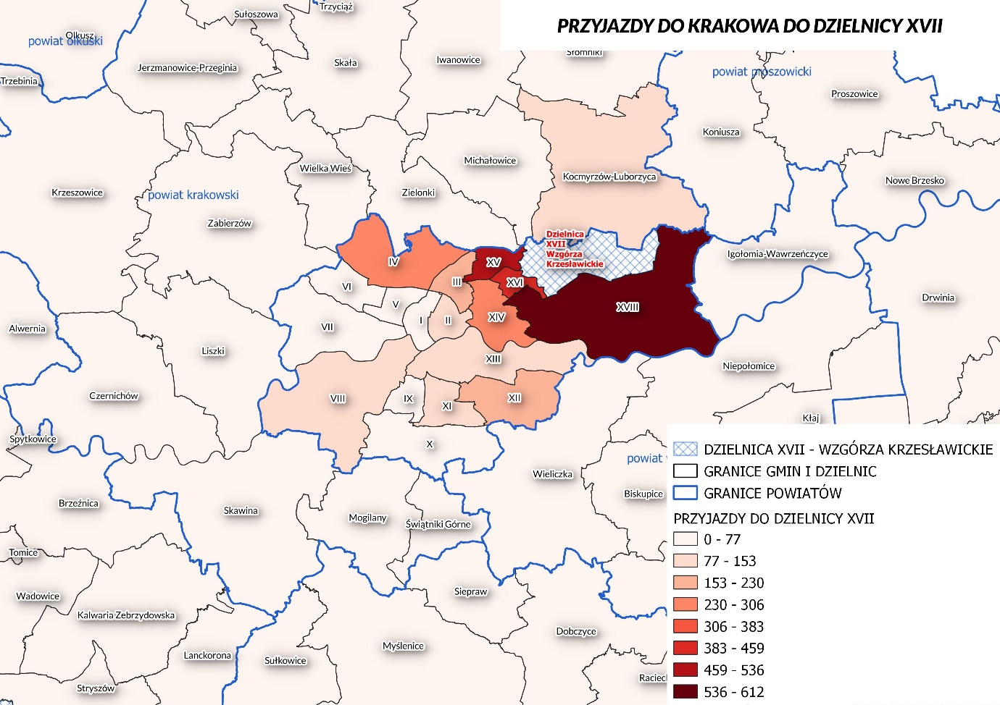 PRZYJAZDY DO KRAKOWA DO DZIELNICY XVII
Sułoszowa
Trzyciąż
Olkusz
powiat olkuski
Jerzmanowice-Przeginia
Skała
Iwanowice
Słomniki
powiat proszowicki
Trzebinia
Proszowice
Koniusza
Michałowice
Wielka Wieś
Kocmyrzów-Luborzyca
Nowe Brzesko
Krzeszowice
powiat krakowski
Zielonki
Zabierzów
Dzielnica
XVII
Wzgórza
Krzesławickie
Igołomia-Wawrzeńczyce
IV
XV
III
XVI
VI
V
Drwinia
XVIII
I
II
XIV
VII
Alwernia
Liszki
XIII
Niepołomice
Czernichów
VIII
IX
XI
XII
Kłaj
Spytkowice
X
powiat
Wieliczka
Biskupice
Brzeźnica
Skawina
Mogilany
Świątniki Górne
Tomice
Wadowice
Siepraw
Kalwaria Zebrzydowska
Dobczyce
Myślenice
Lanckorona
Sułkowice
Raciec
Stryszów
DZIELNICA XVII - WZGÓRZA KRZESŁAWICKIE
GRANICE GMIN I DZIELNIC
GRANICE POWIATÓW
PRZYJAZDY DO DZIELNICY XVII
0 - 77
77 - 153
153 - 230
230 - 306
306 - 383
383 - 459
459 - 536
536 - 612